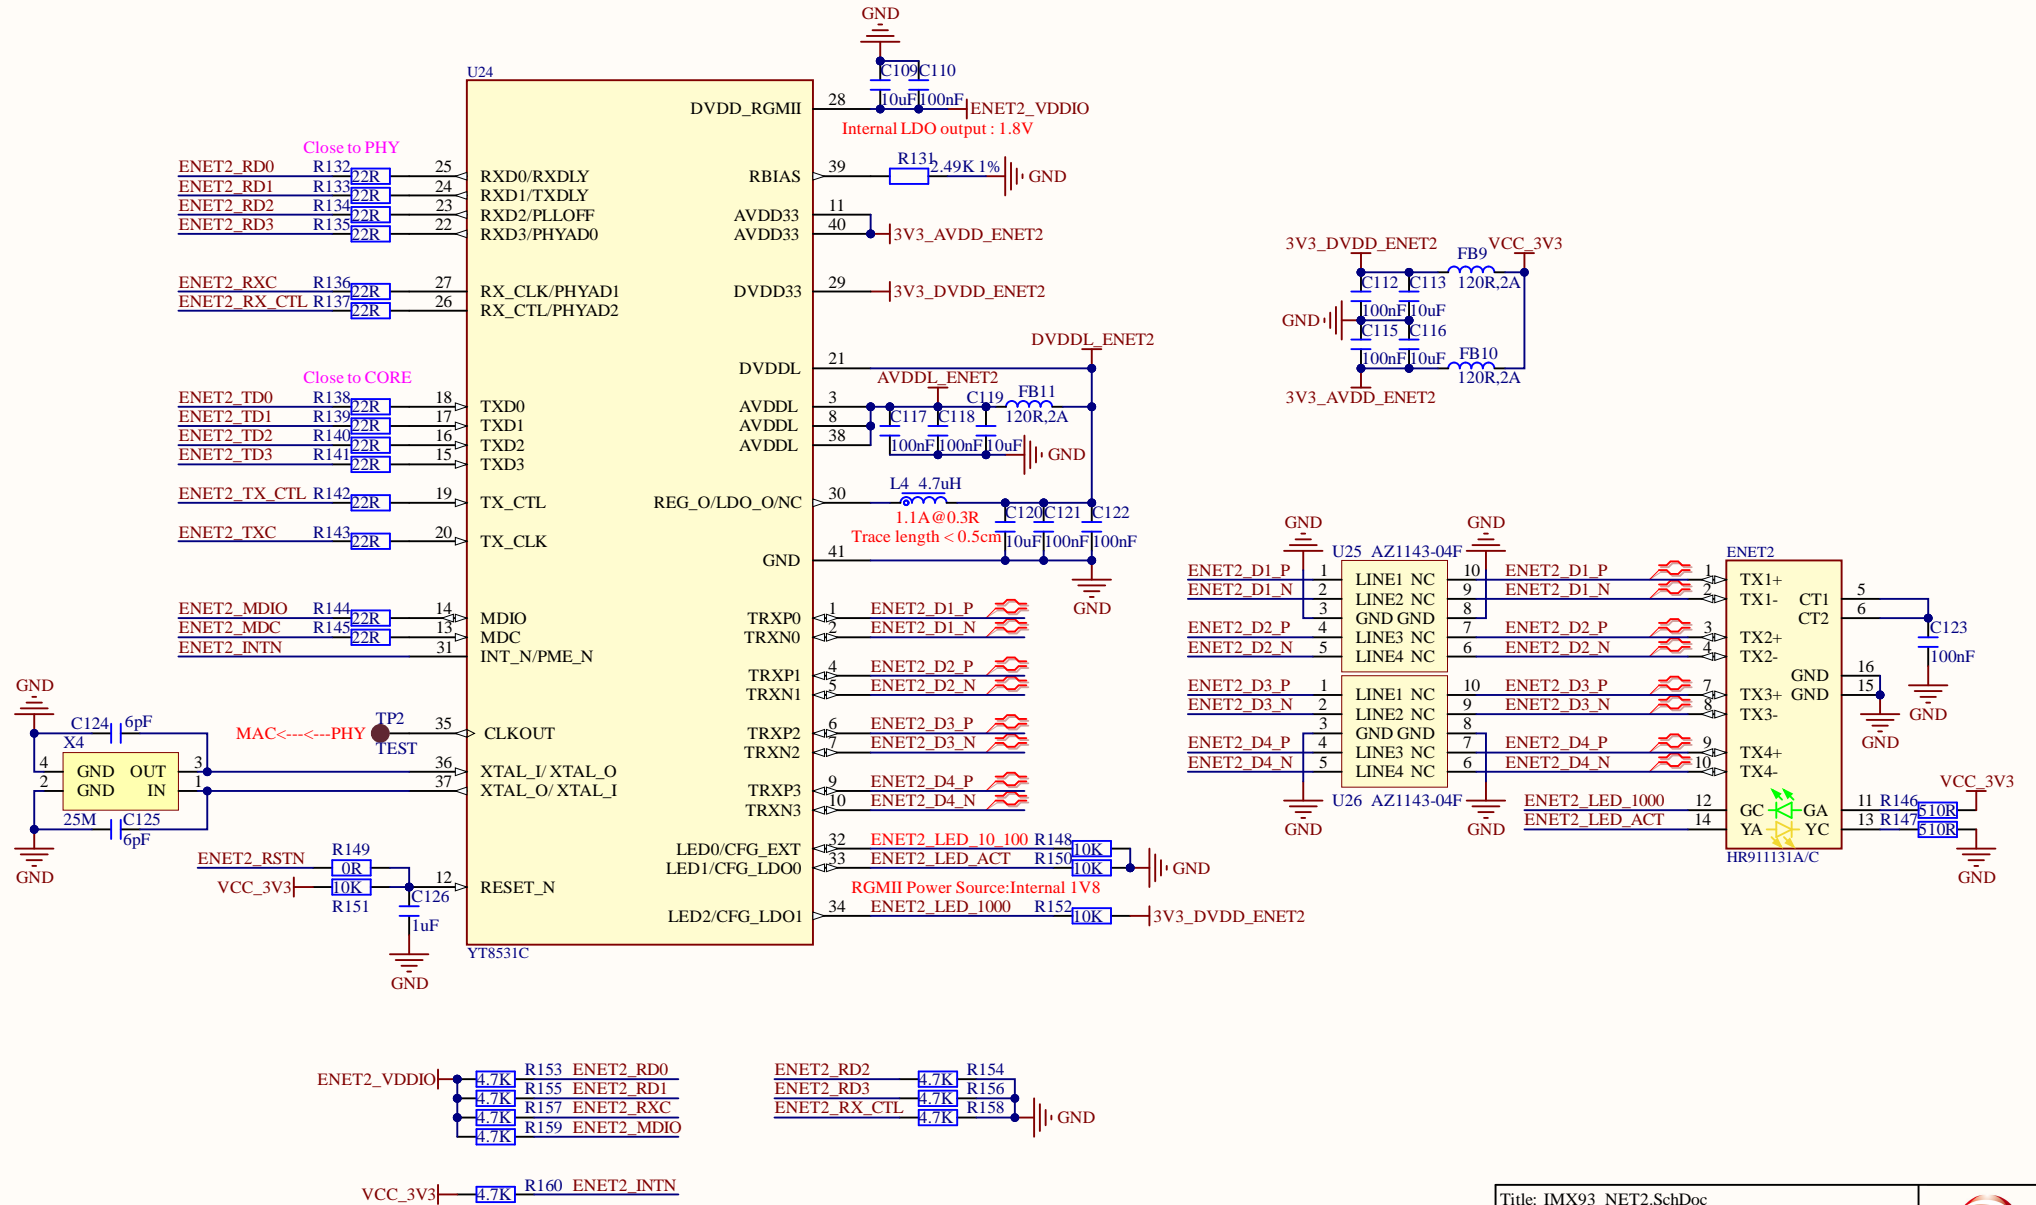 GND
U24
C109 C110
10uF 100nF
DVDD_RGMII 28 ENET2_VDDIO
Internal LDO output : 1.8V
Close to PHY
ENET2_RD0 R132 22R 25 RXD0/RXDLY
ENET2_RD1 R133 22R 24 RXD1/TXDLY
ENET2_RD2 R134 22R 23 RXD2/PLLOFF
ENET2_RD3 R135 22R 22 RXD3/PHYAD0
RBIAS 39 R131 2.49K 1% GND
AVDD33 11
AVDD33 40 3V3_AVDD_ENET2
ENET2_RXC R136 22R 27 RX_CLK/PHYAD1
ENET2_RX_CTL R137 22R 26 RX_CTL/PHYAD2
DVDD33 29 3V3_DVDD_ENET2
3V3_DVDD_ENET2 VCC_3V3
FB9
120R,2A
C112 C113
100nF 10uF
GND
C115 C116
100nF 10uF
FB10
120R,2A
3V3_AVDD_ENET2
DVDDL_ENET2
DVDDL 21
Close to CORE
ENET2_TD0 R138 22R 18 TXD0
ENET2_TD1 R139 22R 17 TXD1
ENET2_TD2 R140 22R 16 TXD2
ENET2_TD3 R141 22R 15 TXD3
AVDDL_ENET2
AVDDL 3
AVDDL 8
AVDDL 38
C117 C118 C119
100nF 100nF 10uF
FB11
120R,2A
GND
ENET2_TX_CTL R142 22R 19 TX_CTL
ENET2_TXC R143 22R 20 TX_CLK
REG_O/LDO_O/NC 30 L4 4.7uH
1.1A@0.3R
Trace length < 0.5cm
C120 C121 C122
10uF 100nF 100nF
GND 41
GND
ENET2_MDIO R144 22R 14 MDIO
ENET2_MDC R145 22R 13 MDC
ENET2_INTN 31 INT_N/PME_N
TRXP0 1 ENET2_D1_P
TRXN0 2 ENET2_D1_N
TRXP1 4 ENET2_D2_P
TRXN1 5 ENET2_D2_N
TRXP2 6 ENET2_D3_P
TRXN2 7 ENET2_D3_N
TRXP3 9 ENET2_D4_P
TRXN3 10 ENET2_D4_N
GND
C124 6pF
X4
4 GND OUT 3
2 GND IN 1
25M C125
6pF
GND
MAC<---<---PHY TP2 TEST 35 CLKOUT
36 XTAL_I/ XTAL_O
37 XTAL_O/ XTAL_I
ENET2_RSTN R149 0R
VCC_3V3 10K R151
12 RESET_N
C126
1uF
GND
LED0/CFG_EXT 32 ENET2_LED_10_100 R148 10K
LED1/CFG_LDO0 33 ENET2_LED_ACT R150 10K GND
RGMII Power Source:Internal 1V8
LED2/CFG_LDO1 34 ENET2_LED_1000 R152 10K 3V3_DVDD_ENET2
YT8531C
GND GND
U25 AZ1143-04F
ENET2_D1_P 1 LINE1 NC 10 ENET2_D1_P
ENET2_D1_N 2 LINE2 NC 9 ENET2_D1_N
3 GND GND 8
ENET2_D2_P 4 LINE3 NC 7 ENET2_D2_P
ENET2_D2_N 5 LINE4 NC 6 ENET2_D2_N
ENET2_D3_P 1 LINE1 NC 10 ENET2_D3_P
ENET2_D3_N 2 LINE2 NC 9 ENET2_D3_N
3 GND GND 8
ENET2_D4_P 4 LINE3 NC 7 ENET2_D4_P
ENET2_D4_N 5 LINE4 NC 6 ENET2_D4_N
U26 AZ1143-04F
GND GND
ENET2
1 TX1+
2 TX1-
3 TX2+
4 TX2-
7 TX3+
8 TX3-
9 TX4+
10 TX4-
CT1 5
CT2 6
C123
100nF
GND
GND 16
GND 15
GND
VCC_3V3
ENET2_LED_1000 12 GC GA 11 R146 510R
ENET2_LED_ACT 14 YA YC 13 R147 510R
GND
HR911131A/C
ENET2_VDDIO 4.7K R153 ENET2_RD0
4.7K R155 ENET2_RD1
4.7K R157 ENET2_RXC
4.7K R159 ENET2_MDIO
ENET2_RD2 4.7K R154
ENET2_RD3 4.7K R156
ENET2_RX_CTL 4.7K R158 GND
VCC_3V3 4.7K R160 ENET2_INTN
Title: IMX93_NET2.SchDoc